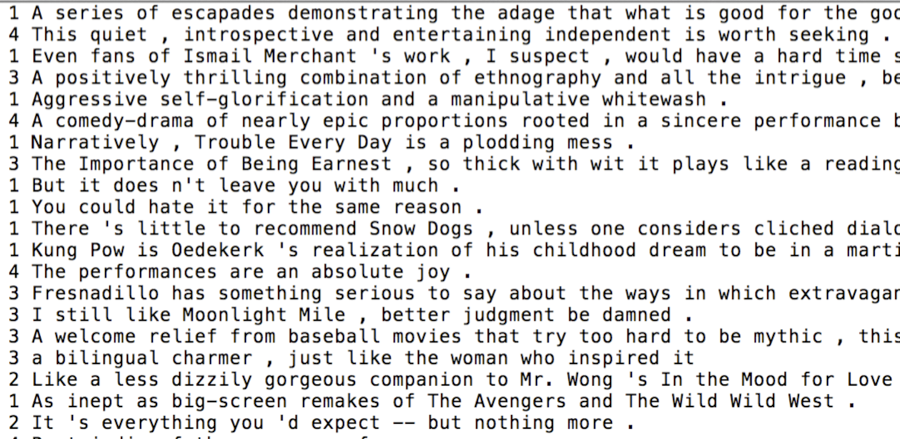 1 A series of escapades demonstrating the adage that what is good for the
4 This quiet , introspective and entertaining independent is worth seeking .
1 Even fans of Ismail Merchant 's work , I suspect , would have a hard time
3 A positively thrilling combination of ethnography and all the intrigue ,
1 Aggressive self-glorification and a manipulative whitewash .
4 A comedy-drama of nearly epic proportions rooted in a sincere performance
1 Narratively , Trouble Every Day is a plodding mess .
3 The Importance of Being Earnest , so thick with wit it plays like a reading
1 But it does n't leave you with much .
1 You could hate it for the same reason .
1 There 's little to recommend Snow Dogs , unless one considers cliched
1 Kung Pow is Oedekerk 's realization of his childhood dream to be in a
4 The performances are an absolute joy .
3 Fresnadillo has something serious to say about the ways in which
3 I still like Moonlight Mile , better judgment be damned .
3 A welcome relief from baseball movies that try too hard to be mythic , this
3 a bilingual charmer , just like the woman who inspired it
2 Like a less dizzily gorgeous companion to Mr. Wong 's In the Mood for Love
1 As inept as big-screen remakes of The Avengers and The Wild Wild West .
2 It 's everything you 'd expect -- but nothing more .